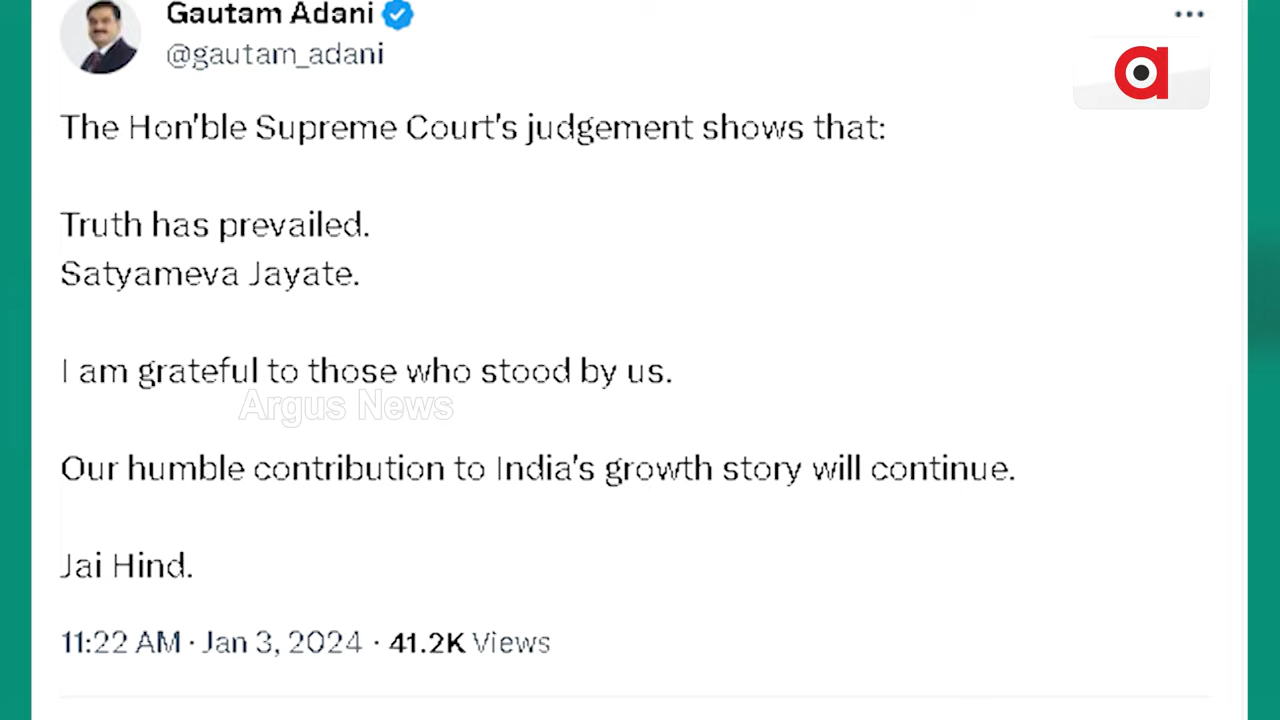 Gautam Adani
@gautam_adani
The Hon'ble Supreme Court's judgement shows that:
Truth has prevailed.
Satyameva Jayate.
I am grateful to those who stood by us.
Argus News
Our humble contribution to India's growth story will continue.
Jai Hind.
11:22 AM · Jan 3, 2024 · 41.2K Views